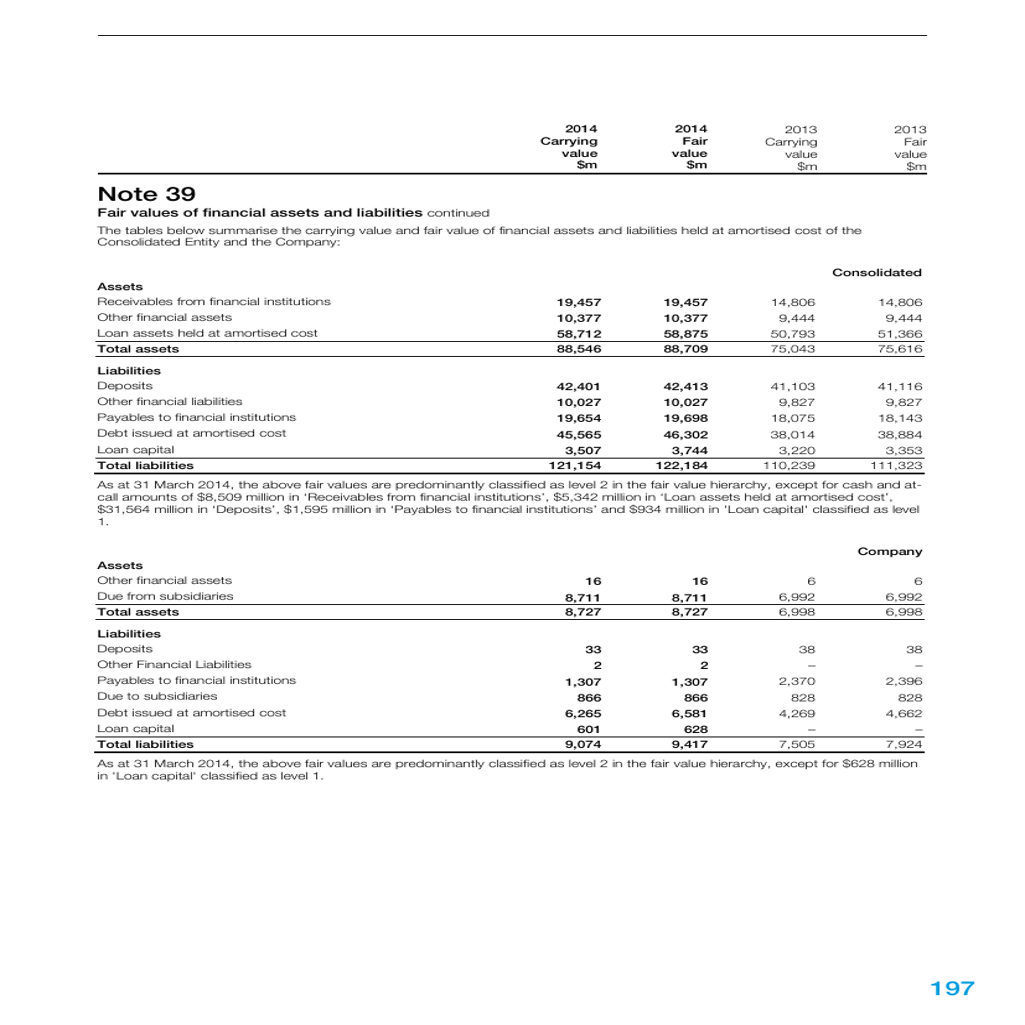 2014 2014 2013 2013
Carrying Fair Carrying Fair
value value value value
$m $m $m $m
Note 39
Fair values of financial assets and liabilities continued
The tables below summarise the carrying value and fair value of financial assets and liabilities held at amortised cost of the
Consolidated Entity and the Company:
Consolidated
Assets
Receivables from financial institutions 19,457 19,457 14,806 14,806
Other financial assets 10,377 10,377 9,444 9,444
Loan assets held at amortised cost 58,712 58,875 50,793 51,366
Total assets 88,546 88,709 75,043 75,616
Liabilities
Deposits 42,401 42,413 41,103 41,116
Other financial liabilities 10,027 10,027 9,827 9,827
Payables to financial institutions 19,654 19,698 18,075 18,143
Debt issued at amortised cost 45,565 46,302 38,014 38,884
Loan capital 3,507 3,744 3,220 3,353
Total liabilities 121,154 122,184 110,239 111,323
As at 31 March 2014, the above fair values are predominantly classified as level 2 in the fair value hierarchy, except for cash and at-
call amounts of $8,509 million in ‘Receivables from financial institutions’, $5,342 million in ‘Loan assets held at amortised cost’,
$31,564 million in ‘Deposits’, $1,595 million in ‘Payables to financial institutions’ and $934 million in 'Loan capital' classified as level
1.
Company
Assets
Other financial assets 16 16 6 6
Due from subsidiaries 8,711 8,711 6,992 6,992
Total assets 8,727 8,727 6,998 6,998
Liabilities
Deposits 33 33 38 38
Other Financial Liabilities 2 2 – –
Payables to financial institutions 1,307 1,307 2,370 2,396
Due to subsidiaries 866 866 828 828
Debt issued at amortised cost 6,265 6,581 4,269 4,662
Loan capital 601 628 – –
Total liabilities 9,074 9,417 7,505 7,924
As at 31 March 2014, the above fair values are predominantly classified as level 2 in the fair value hierarchy, except for $628 million
in 'Loan capital' classified as level 1.
197